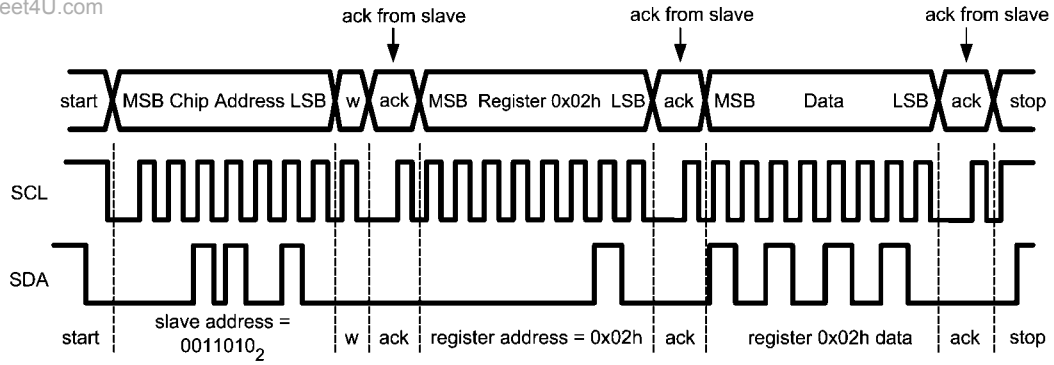 eet4U.com
ack from slave ack from slave ack from slave
start MSB Chip Address LSB w ack MSB Register 0x02h LSB ack MSB Data LSB ack stop
SCL
SDA
start slave address = w ack register address = 0x02h ack register 0x02h data ack stop
0011010₂